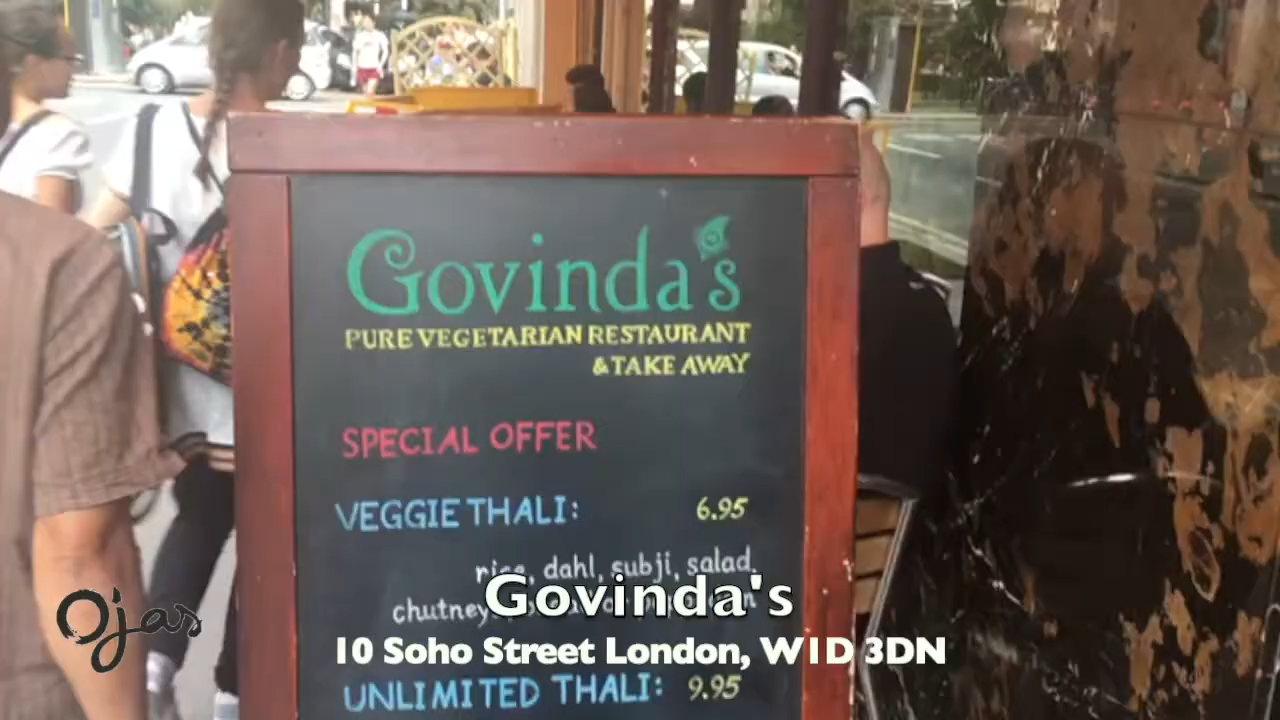 Govinda's
PURE VEGETARIAN RESTAURANT
& TAKE AWAY
SPECIAL OFFER
VEGGIE THALI: 6.95
rice, dahl, subji, salad,
chutney
Govinda's
10 Soho Street London, W1D 3DN
UNLIMITED THALI: 9.95
Ojas